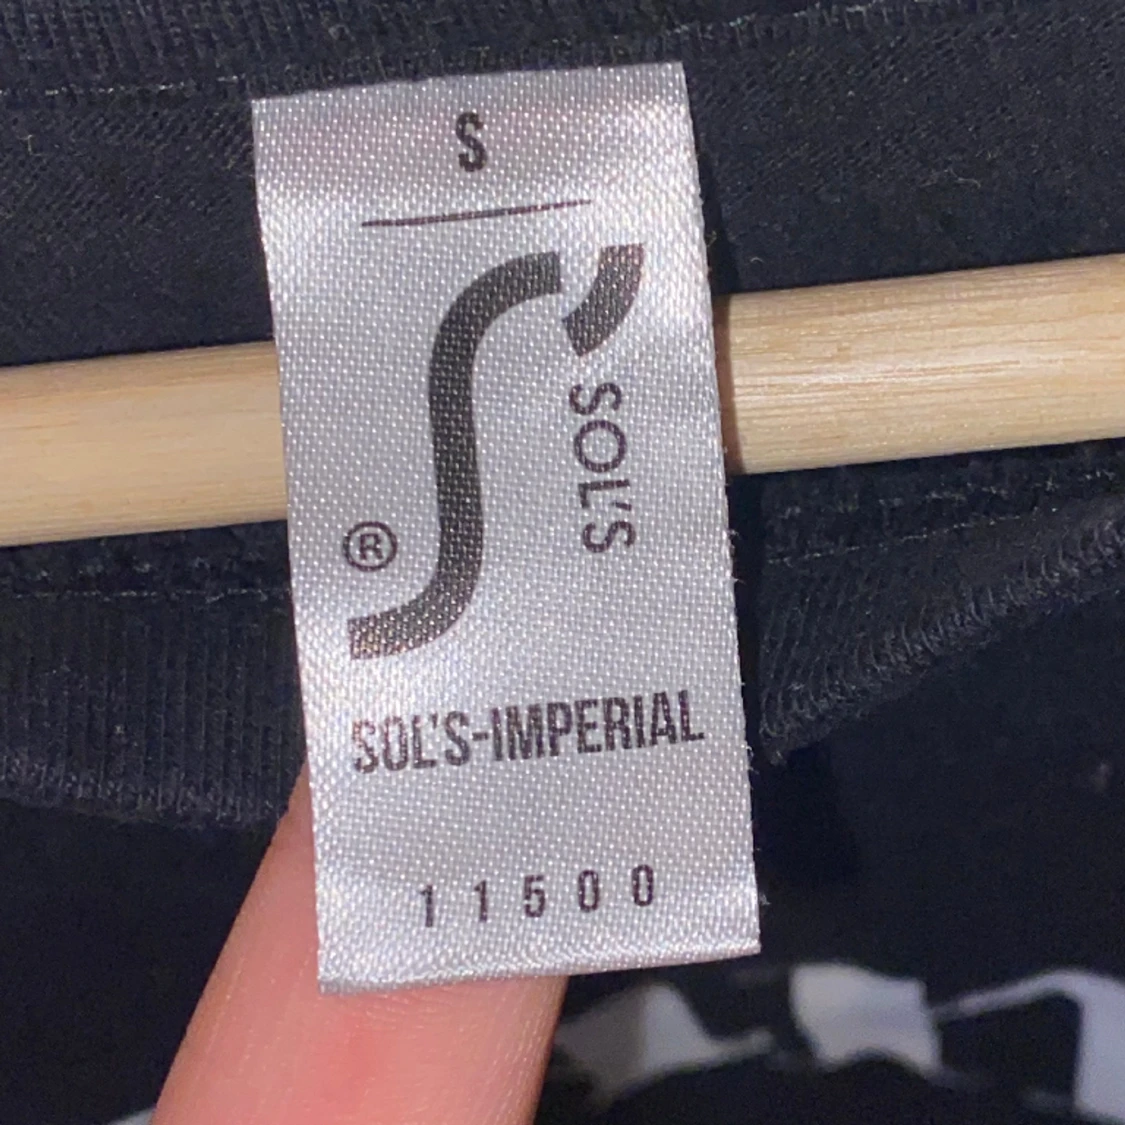 S
SOL'S
®
SOL'S-IMPERIAL
11500